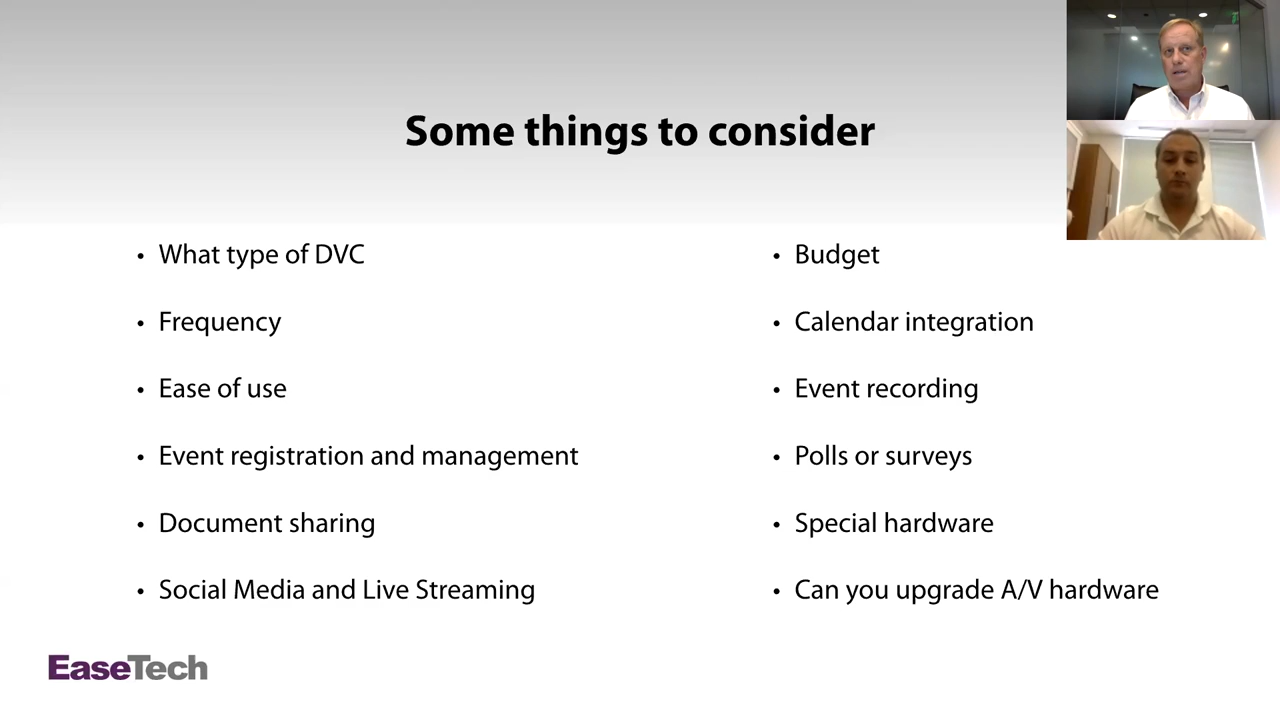 Some things to consider
• What type of DVC
• Frequency
• Ease of use
• Event registration and management
• Document sharing
• Social Media and Live Streaming
• Budget
• Calendar integration
• Event recording
• Polls or surveys
• Special hardware
• Can you upgrade A/V hardware
EaseTech